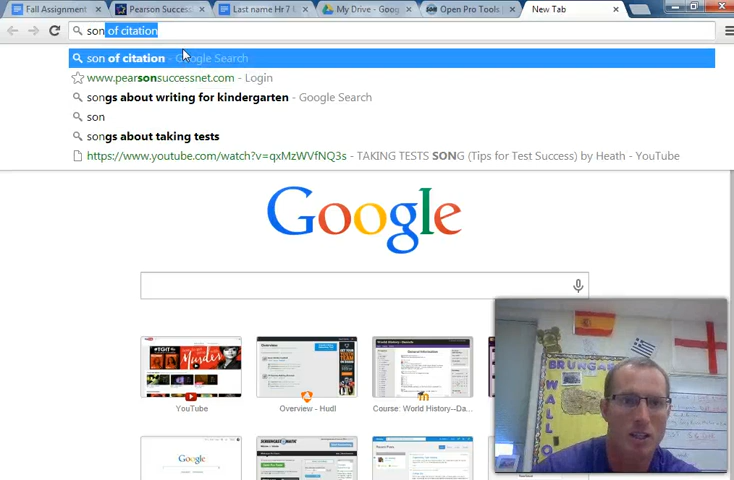 Fall Assignment
Pearson Success
Last name Hr 7
My Drive - Goog
Open Pro Tools
New Tab
son of citation
son of citation - Google Search
www.pearsonsuccessnet.com - Login
songs about writing for kindergarten - Google Search
son
songs about taking tests
https://www.youtube.com/watch?v=qxMzWVfNQ3s - TAKING TESTS SONG (Tips for Test Success) by Heath - YouTube
Google
YouTube
Overview - Hudl
Course: World History--Da...
BRUNGA
WALL